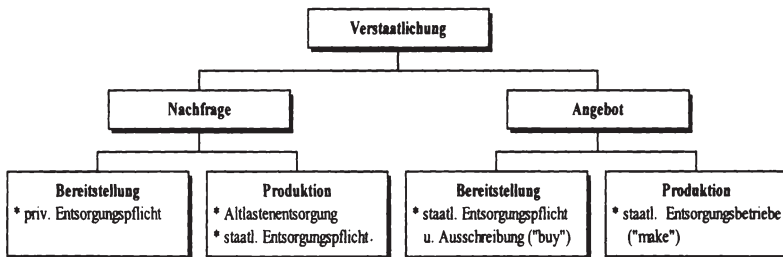 Verstaatlichung
Nachfrage
Angebot
Bereitstellung
* priv. Entsorgungspflicht
Produktion
* Altlastenentsorgung
* staatl. Entsorgungspflicht.
Bereitstellung
* staatl. Entsorgungspflicht
u. Ausschreibung ("buy")
Produktion
* staatl. Entsorgungsbetriebe
("make")